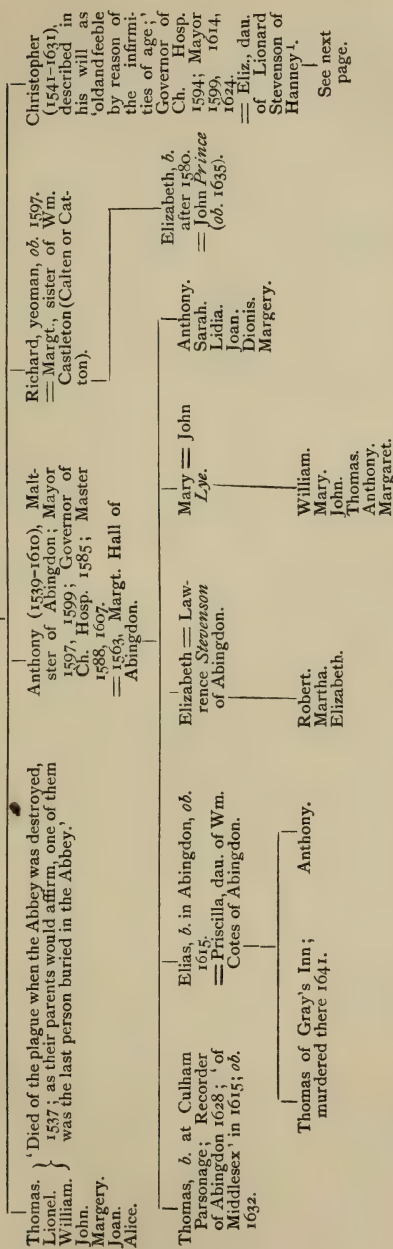 Thomas.
Lionel.
William.
John.
Margery.
Joan.
Alice.
} ‘Died of the plague when the Abbey was destroyed,
1537; as their parents would affirm, one of them
was the last person buried in the Abbey.’
Anthony (1539–1610), Malt-
ster of Abingdon; Mayor
1597, 1599; Governor of
Ch. Hosp. 1585; Master
1588, 1607.
= 1563, Margt. Hall of
Abingdon.
Richard, yeoman, ob. 1597.
= Margt., sister of Wm.
Castleton (Calten or Cat-
ton).
Christopher
(1541–1631),
described in
his will as
‘old and feeble
by reason of
the infirmi-
ties of age;’
Governor of
Ch. Hosp.
1594; Mayor
1599, 1614,
1624.
= Eliz., dau.
of Lionard
Stevenson of
Hanney¹.
See next
page.
Elizabeth, b.
after 1580.
= John Prince
(ob. 1635).
Thomas, b. at Culham
Parsonage; Recorder
of Abingdon 1628; ‘of
Middlesex’ in 1615; ob.
1632.
Elias, b. in Abingdon, ob.
1615.
= Priscilla, dau. of Wm.
Cotes of Abingdon.
Elizabeth = Law-
rence Stevenson
of Abingdon.
Mary = John
Lye.
Anthony.
Sarah.
Lidia.
Joan.
Dionis.
Margery.
Thomas of Gray’s Inn;
murdered there 1641.
Anthony.
Robert.
Martha.
Elizabeth.
William.
Mary.
John.
Thomas.
Anthony.
Margaret.